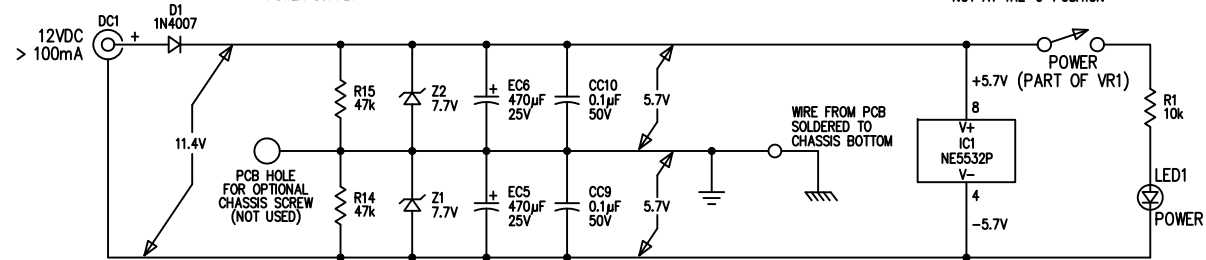 DC1
+
12VDC
> 100mA
D1
1N4007
11.4V
PCB HOLE
FOR OPTIONAL
CHASSIS SCREW
(NOT USED)
R15
47k
R14
47k
Z2
7.7V
Z1
7.7V
+
EC6
470µF
25V
+
EC5
470µF
25V
CC10
0.1µF
50V
CC9
0.1µF
50V
5.7V
5.7V
WIRE FROM PCB
SOLDERED TO
CHASSIS BOTTOM
+5.7V
8
V+
IC1
NE5532P
V-
4
-5.7V
POWER
(PART OF VR1)
R1
10k
LED1
POWER